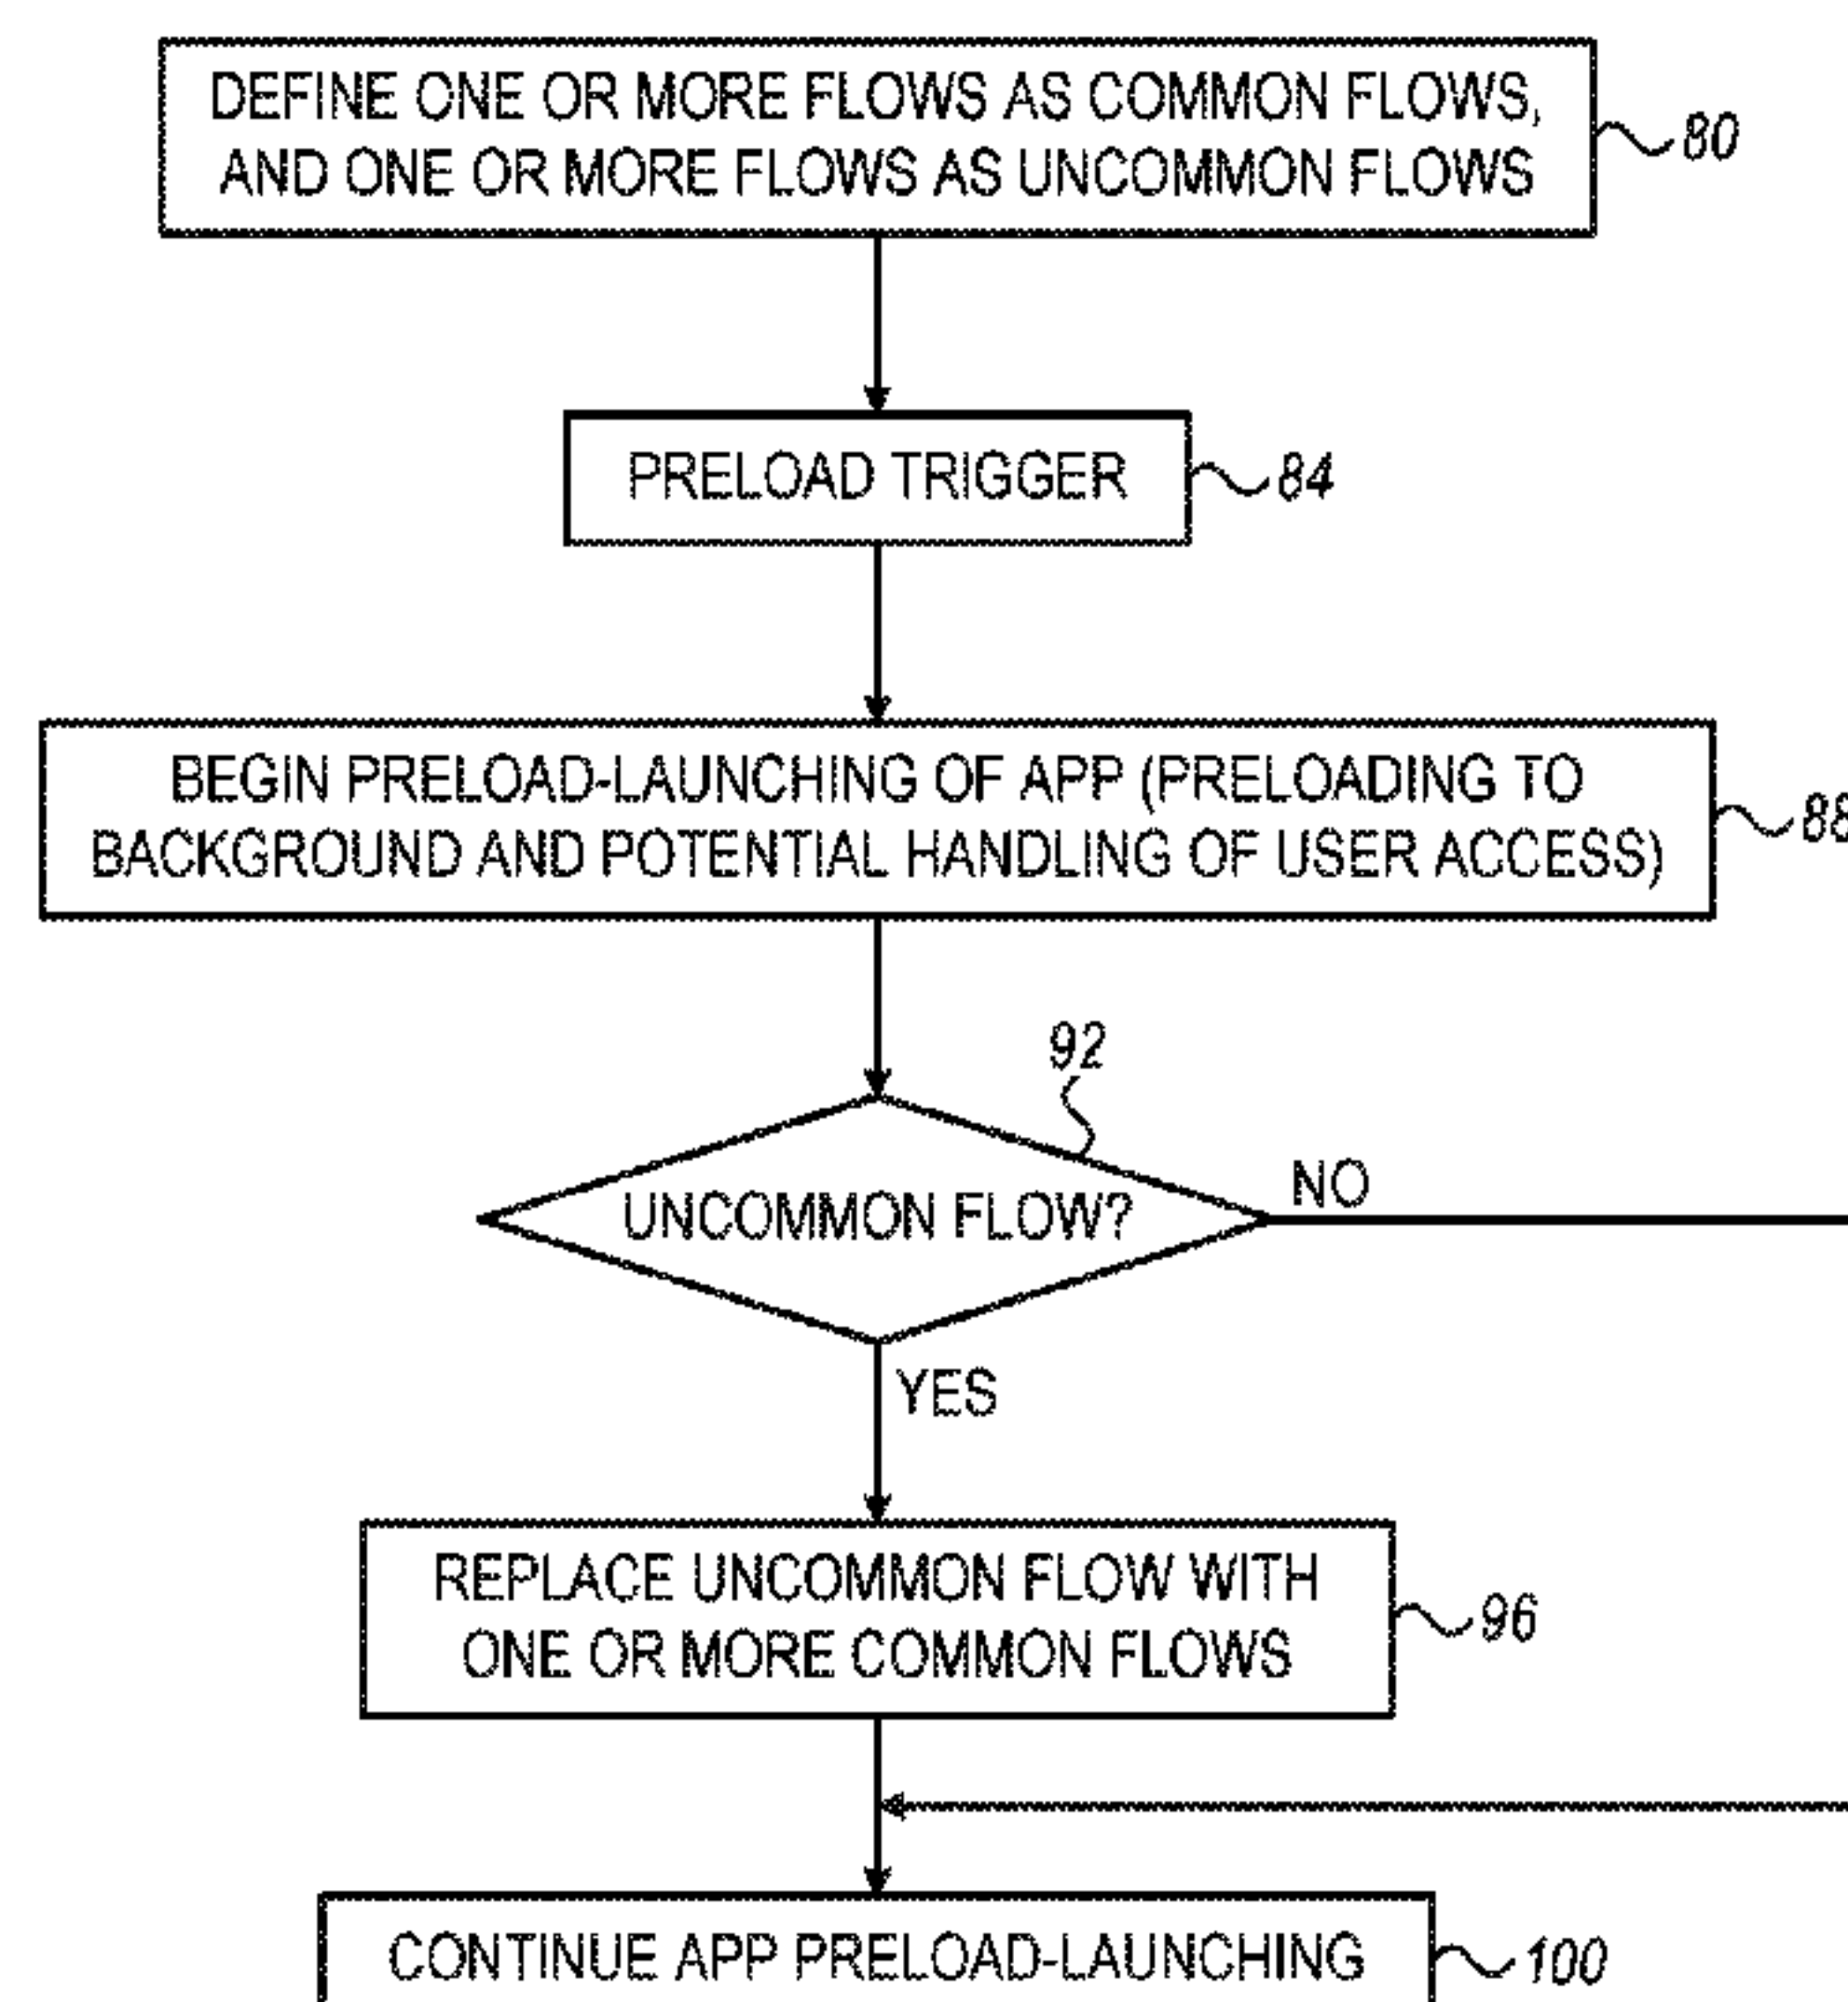 DEFINE ONE OR MORE FLOWS AS COMMON FLOWS,
AND ONE OR MORE FLOWS AS UNCOMMON FLOWS
80
PRELOAD TRIGGER
84
BEGIN PRELOAD-LAUNCHING OF APP (PRELOADING TO
BACKGROUND AND POTENTIAL HANDLING OF USER ACCESS)
88
92
UNCOMMON FLOW?
NO
YES
REPLACE UNCOMMON FLOW WITH
ONE OR MORE COMMON FLOWS
96
CONTINUE APP PRELOAD-LAUNCHING
100